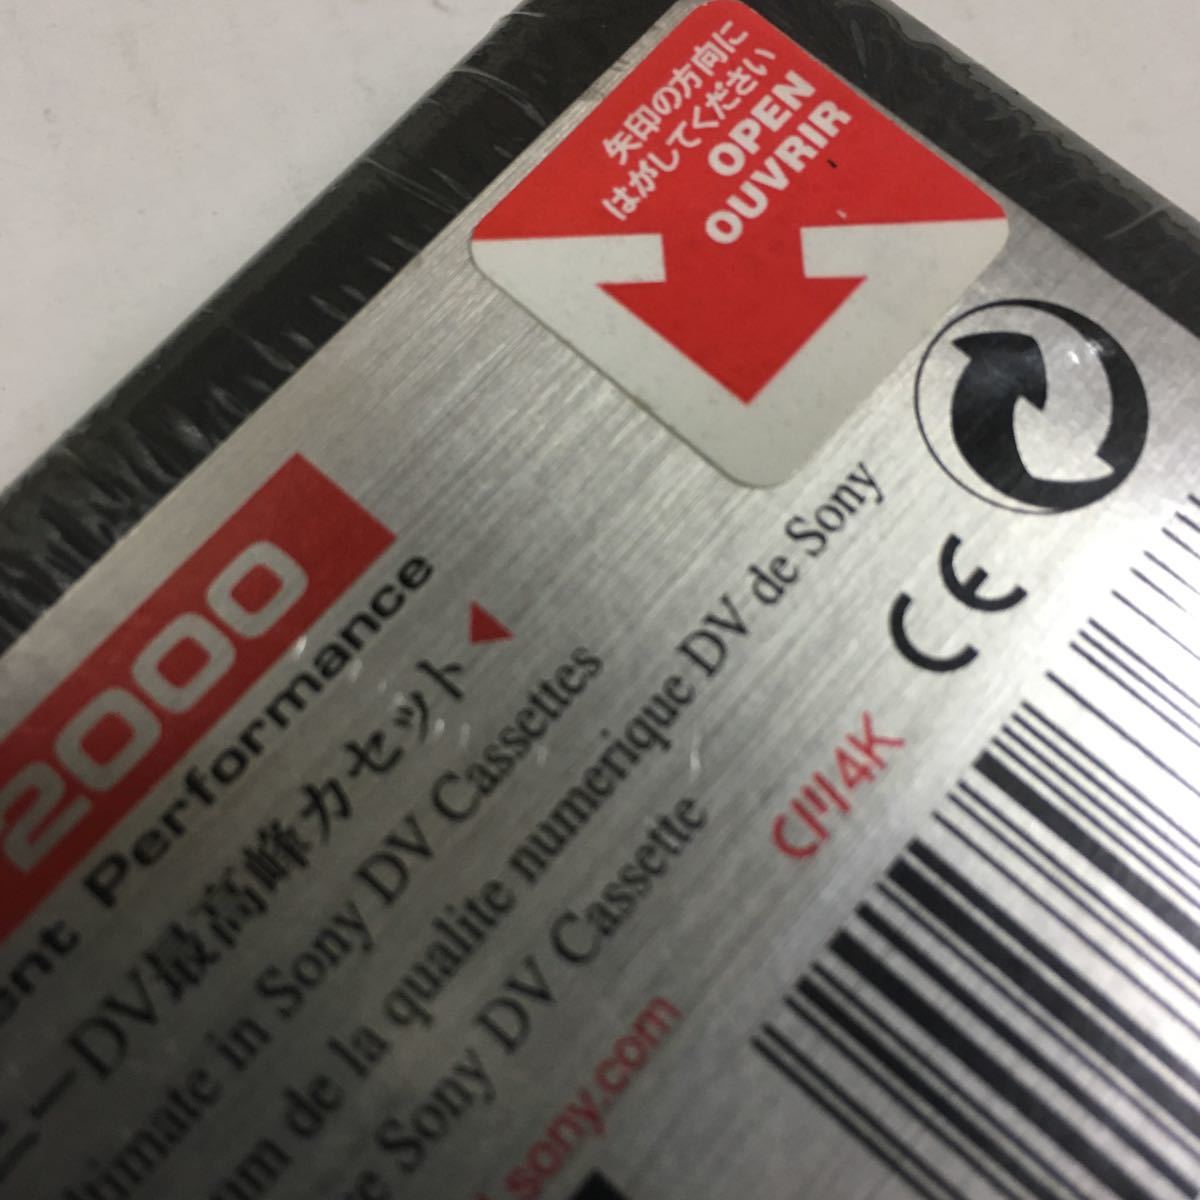 矢印の方向に
はがしてください
OPEN
OUVRIR
2000
Performance
DV最高峰カセット
in Sony DV Cassettes
de la qualite numerique DV de Sony
Sony DV Cassette
sony.com
CE